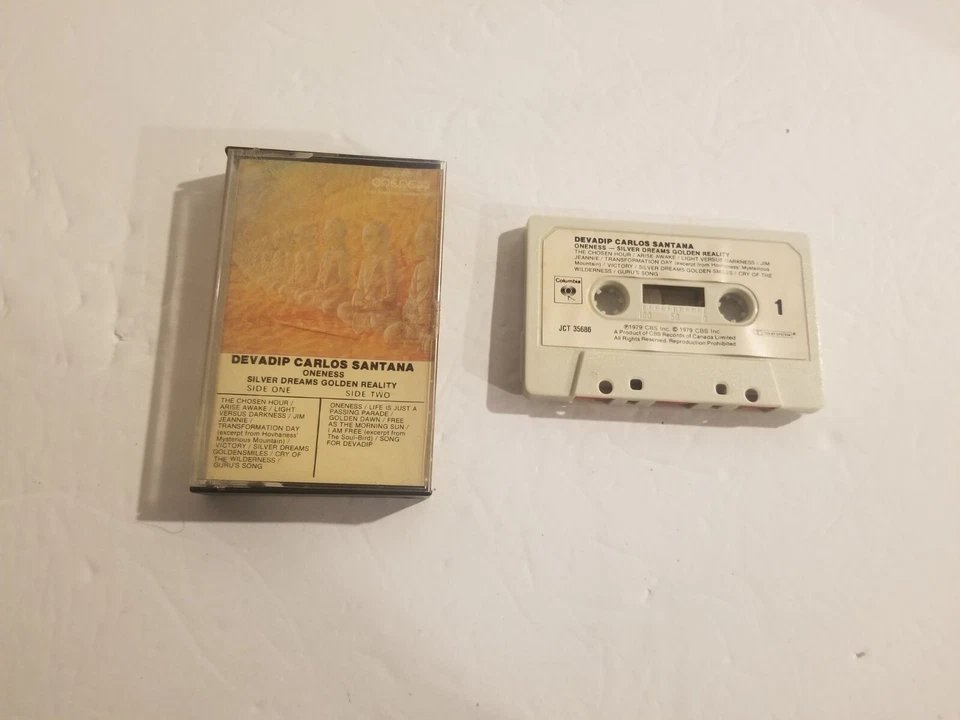 ONENESS
DEVADIP CARLOS SANTANA
ONENESS
SILVER DREAMS GOLDEN REALITY
SIDE ONE
THE CHOSEN HOUR /
ARISE AWAKE / LIGHT
VERSUS DARKNESS / JIM
JEANNIE /
TRANSFORMATION DAY
(excerpt from Hovhaness'
Mysterious Mountain) /
VICTORY / SILVER DREAMS
GOLDENSMILES / CRY OF
THE WILDERNESS /
GURU'S SONG
SIDE TWO
ONENESS / LIFE IS JUST A
PASSING PARADE /
GOLDEN DAWN / FREE
AS THE MORNING SUN /
I AM FREE (excerpt from
The Soul-Bird) / SONG
FOR DEVADIP
DEVADIP CARLOS SANTANA
ONENESS — SILVER DREAMS GOLDEN REALITY
THE CHOSEN HOUR / ARISE AWAKE / LIGHT VERSUS DARKNESS / JIM
JEANNIE / TRANSFORMATION DAY (excerpt from Hovhaness' Mysterious
Mountain) / VICTORY / SILVER DREAMS GOLDEN SMILES / CRY OF THE
WILDERNESS / GURU'S SONG
Columbia
1
100 50 0
JCT 35686
℗1979 CBS Inc. © 1979 CBS Inc.
A Product of CBS Records of Canada Limited
All Rights Reserved. Reproduction Prohibited